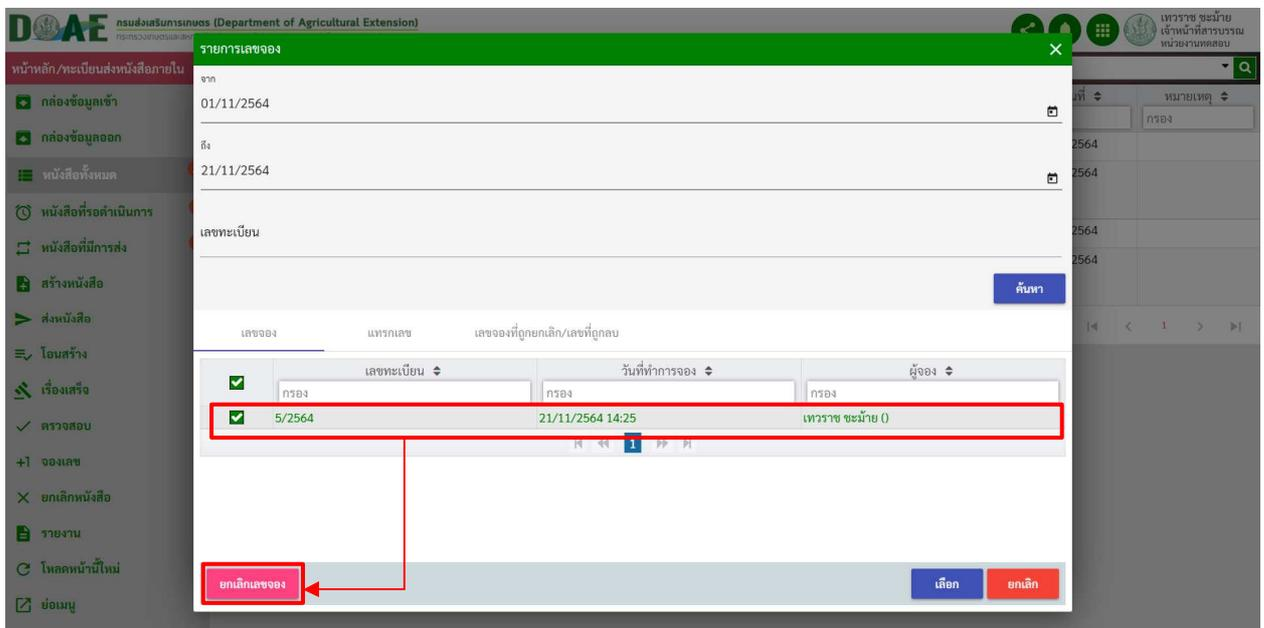 DOAE กรมส่งเสริมการเกษตร (Department of Agricultural Extension)
เทวราช ชะม้าย
เจ้าหน้าที่สารบรรณ
หน่วยงานทดสอบ
หน้าหลัก/ทะเบียนส่งหนังสือภายใน
รายการเลขจอง
กล่องข้อมูลเข้า
กล่องข้อมูลออก
หนังสือทั้งหมด
หนังสือที่รอดำเนินการ
หนังสือที่มีการส่ง
สร้างหนังสือ
ส่งหนังสือ
โอนสร้าง
เรื่องเสร็จ
ตรวจสอบ
+1 จองเลข
ยกเลิกหนังสือ
รายงาน
โหลดหน้านี้ใหม่
ย่อเมนู
จาก
01/11/2564
ถึง
21/11/2564
เลขทะเบียน
ค้นหา
เลขจอง แทรกเลข เลขจองที่ถูกยกเลิก/เลขที่ถูกลบ
เลขทะเบียน วันที่ทำการจอง ผู้จอง
กรอง กรอง กรอง
5/2564 21/11/2564 14:25 เทวราช ชะม้าย ()
1
ยกเลิกเลขจอง เลือก ยกเลิก
หมายเหตุ
กรอง
2564
2564
2564
2564
1